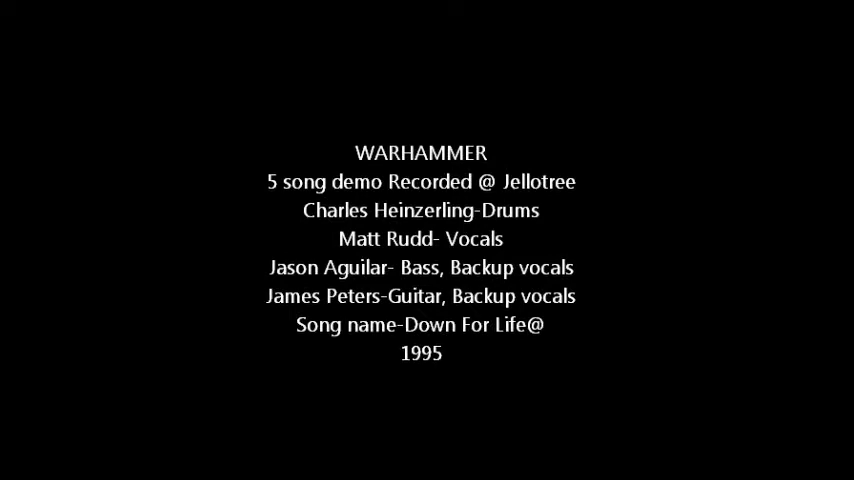 WARHAMMER
5 song demo Recorded @ Jellotree
Charles Heinzerling-Drums
Matt Rudd- Vocals
Jason Aguilar- Bass, Backup vocals
James Peters-Guitar, Backup vocals
Song name-Down For Life@
1995